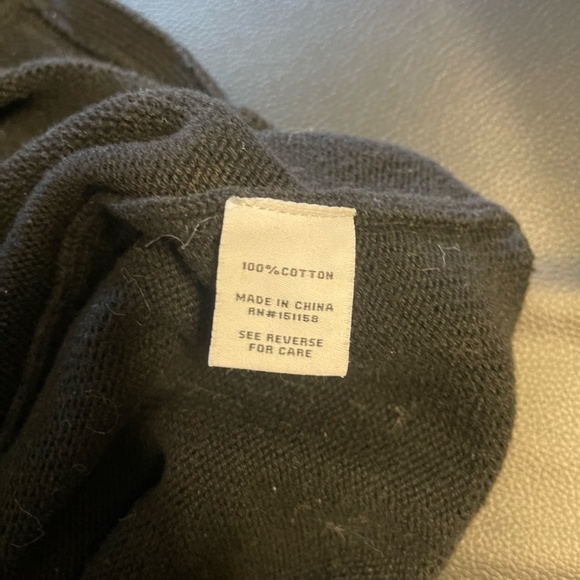 100%COTTON
MADE IN CHINA
RN#151158
SEE REVERSE
FOR CARE